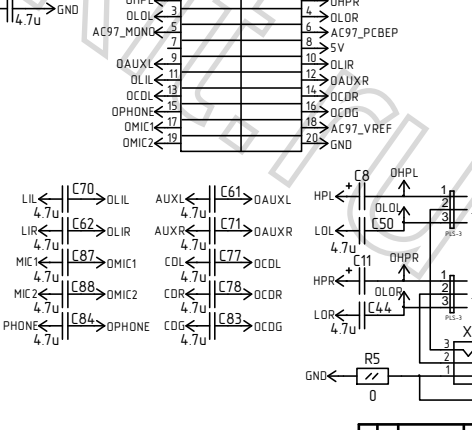 OHPL OHPR
GND
4.7u
OLOL 3 4 OLOR
AC97_MONO 5 6 AC97_PCBEP
7 8 5V
OAUXL 9 10 OLIR
OLIL 11 12 OAUXR
OCDL 13 14 OCDR
OPHONE 15 16 OCDG
OMIC1 17 18 AC97_VREF
OMIC2 19 20 GND
LIL C70 OLIL
4.7u
LIR C62 OLIR
4.7u
MIC1 C87 OMIC1
4.7u
MIC2 C88 OMIC2
4.7u
PHONE C84 OPHONE
4.7u
AUXL C61 OAUXL
4.7u
AUXR C71 OAUXR
4.7u
CDL C77 OCDL
4.7u
CDR C78 OCDR
4.7u
CDG C83 OCDG
4.7u
C8 OHPL
HPL + 1
OLOL 2
LOL C50 3
4.7u PLS-3
C11 OHPR
HPR + 1
OLOR 2
LOR C44 3
4.7u PLS-3
X
3
2
1
R5
GND
0